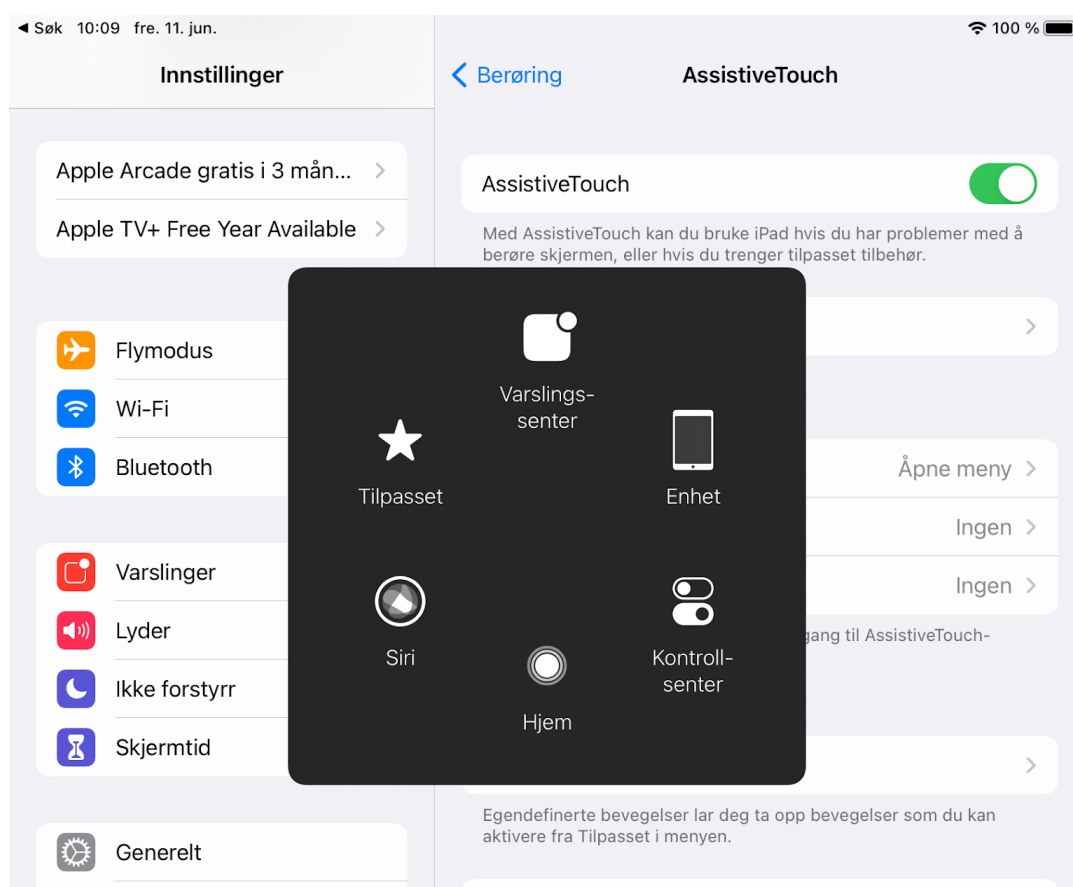 ◀ Søk 10:09 fre. 11. jun.
100 %
Innstillinger
Apple Arcade gratis i 3 mån...
Apple TV+ Free Year Available
Flymodus
Wi-Fi
Bluetooth
Varslinger
Lyder
Ikke forstyrr
Skjermtid
Generelt
Berøring
AssistiveTouch
AssistiveTouch
Med AssistiveTouch kan du bruke iPad hvis du har problemer med å
berøre skjermen, eller hvis du trenger tilpasset tilbehør.
Åpne meny
Ingen
Ingen
gang til AssistiveTouch-
Egendefinerte bevegelser lar deg ta opp bevegelser som du kan
aktivere fra Tilpasset i menyen.
Varslings-
senter
Tilpasset
Enhet
Siri
Kontroll-
senter
Hjem